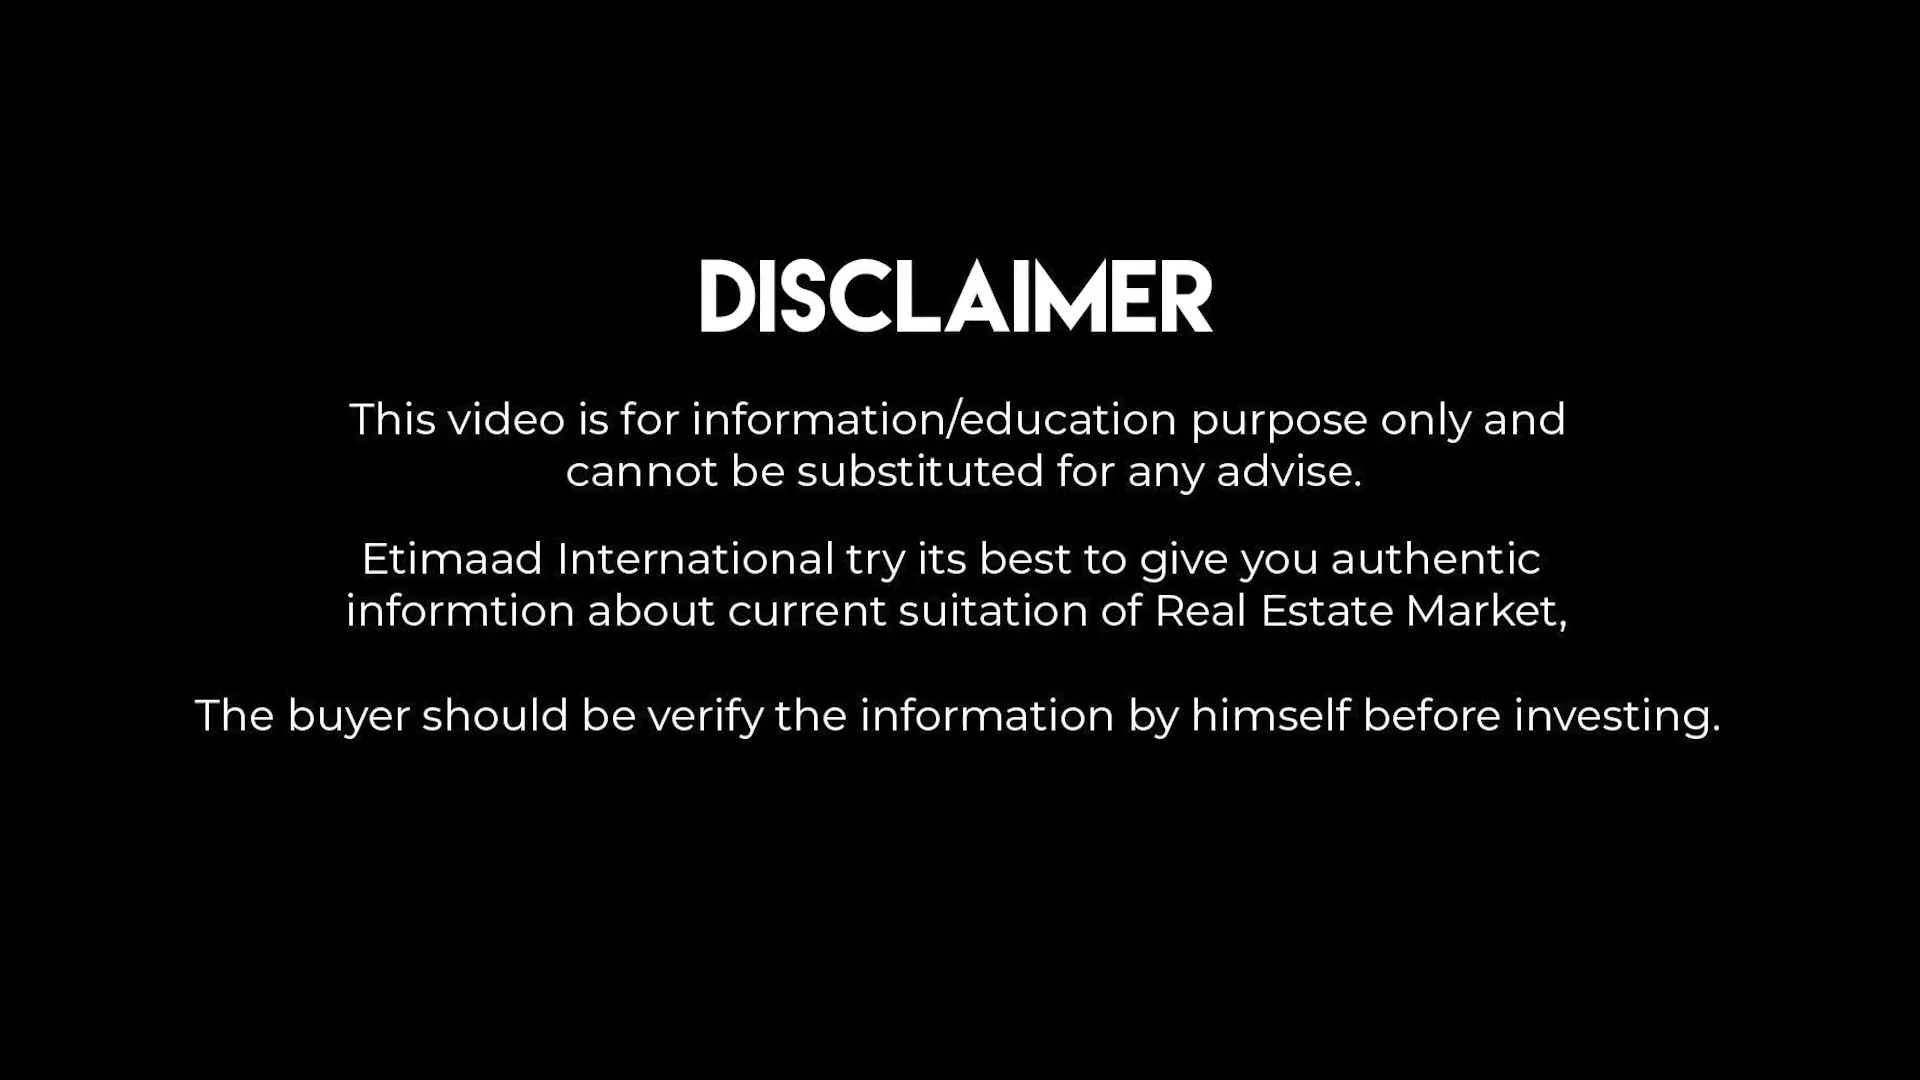 DISCLAIMER
This video is for information/education purpose only and
cannot be substituted for any advise.
Etimaad International try its best to give you authentic
informtion about current suitation of Real Estate Market,
The buyer should be verify the information by himself before investing.